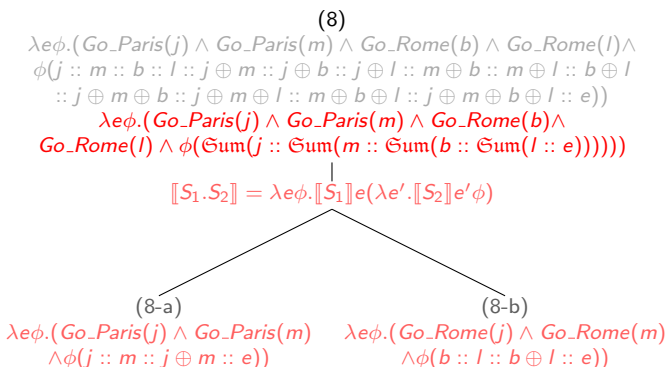 (8)
λeϕ.(Go_Paris(j) ∧ Go_Paris(m) ∧ Go_Rome(b) ∧ Go_Rome(l)∧
ϕ(j :: m :: b :: l :: j ⊕ m :: j ⊕ b :: j ⊕ l :: m ⊕ b :: m ⊕ l :: b ⊕ l
:: j ⊕ m ⊕ b :: j ⊕ m ⊕ l :: m ⊕ b ⊕ l :: j ⊕ m ⊕ b ⊕ l :: e))
λeϕ.(Go_Paris(j) ∧ Go_Paris(m) ∧ Go_Rome(b)∧
Go_Rome(l) ∧ ϕ(𝔖um(j :: 𝔖um(m :: 𝔖um(b :: 𝔖um(l :: e))))))
⟦S₁.S₂⟧ = λeϕ.⟦S₁⟧e(λe′.⟦S₂⟧e′ϕ)
(8-a) (8-b)
λeϕ.(Go_Paris(j) ∧ Go_Paris(m) λeϕ.(Go_Rome(j) ∧ Go_Rome(m)
∧ϕ(j :: m :: j ⊕ m :: e)) ∧ϕ(b :: l :: b ⊕ l :: e))